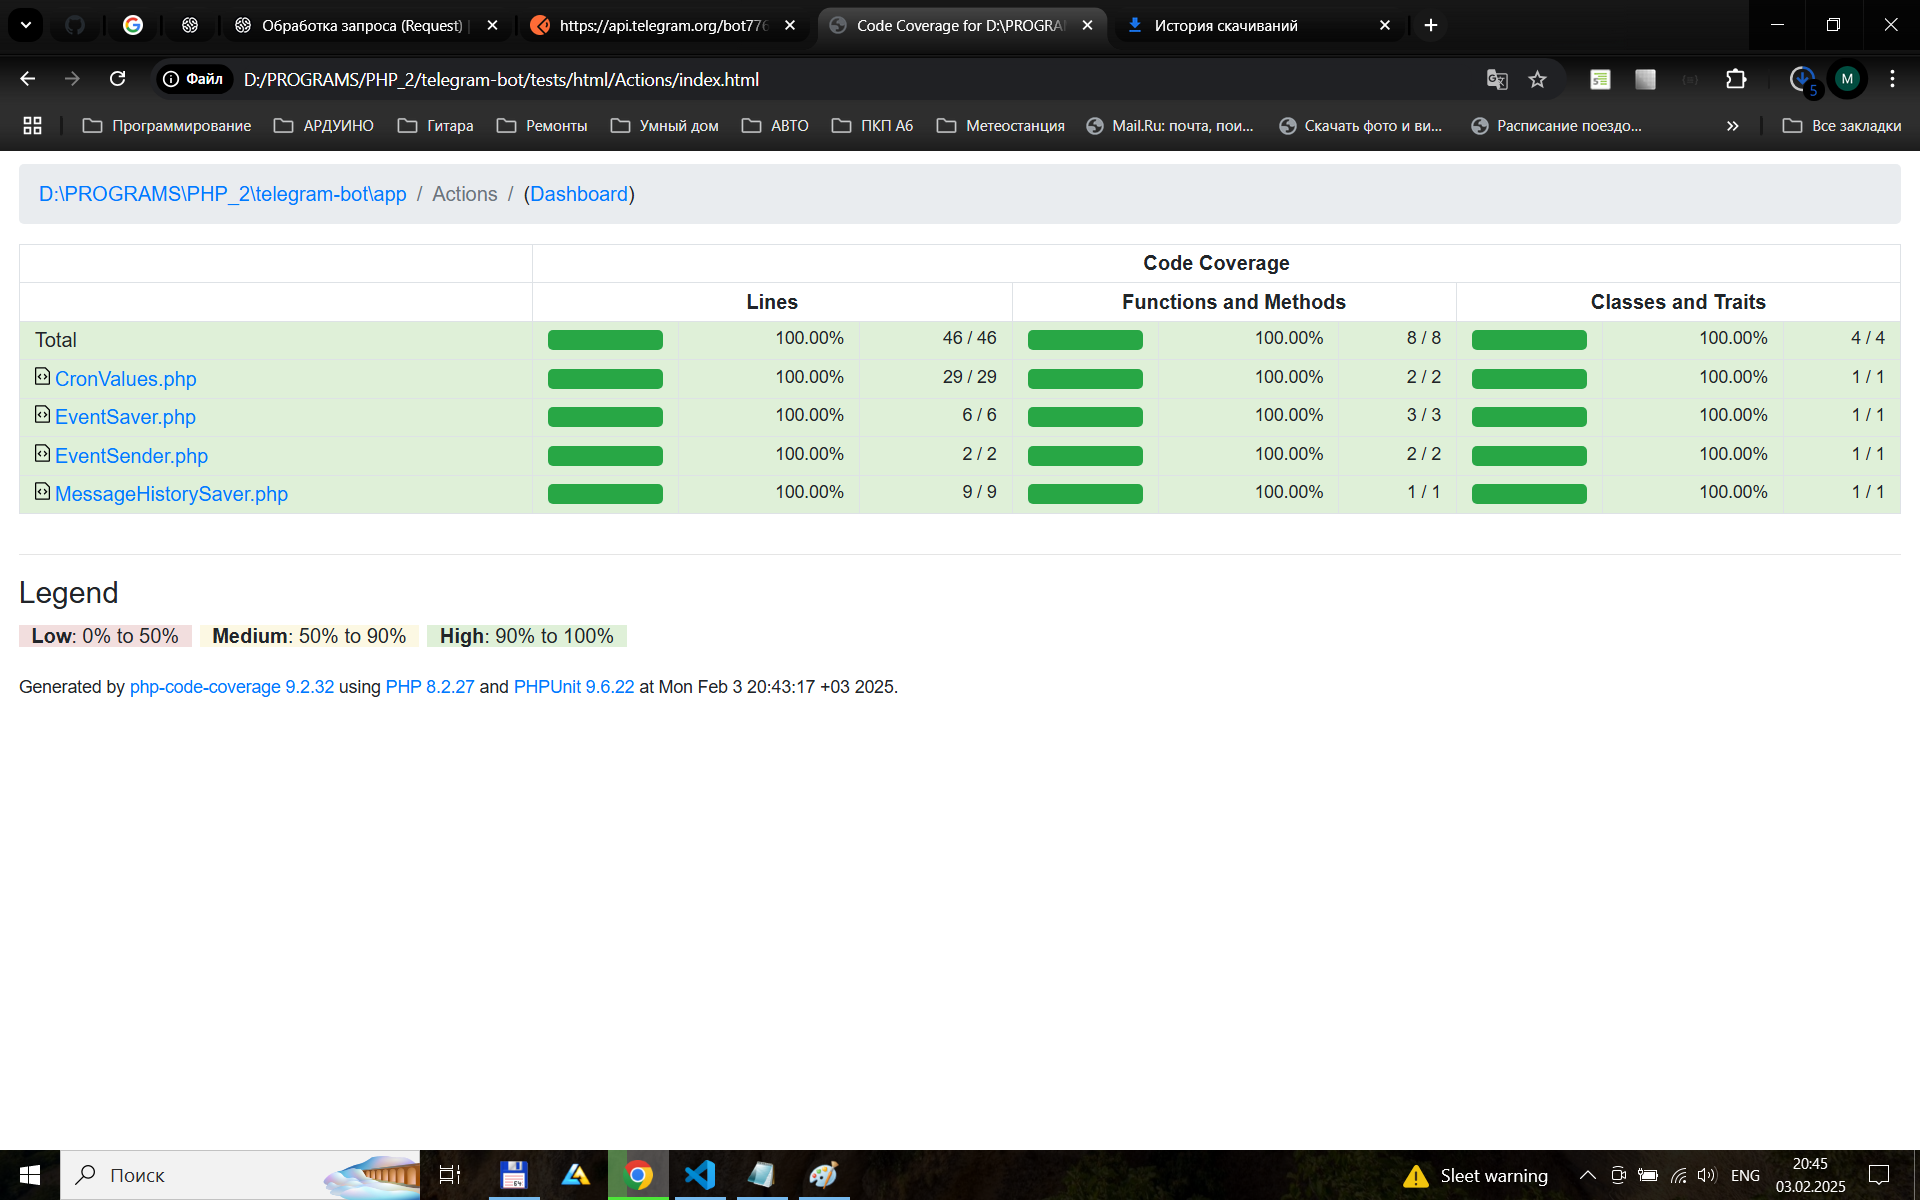 Обработка запроса (Request) |
https://api.telegram.org/bot776
Code Coverage for D:\PROGRA
История скачиваний
Файл
D:/PROGRAMS/PHP_2/telegram-bot/tests/html/Actions/index.html
5
M
Программирование
АРДУИНО
Гитара
Ремонты
Умный дом
АВТО
ПКП А6
Метеостанция
Mail.Ru: почта, пои...
Скачать фото и ви...
Расписание поездо...
Все закладки
D:\PROGRAMS\PHP_2\telegram-bot\app / Actions / (Dashboard)
Code Coverage
Lines Functions and Methods Classes and Traits
Total 100.00% 46 / 46 100.00% 8 / 8 100.00% 4 / 4
CronValues.php 100.00% 29 / 29 100.00% 2 / 2 100.00% 1 / 1
EventSaver.php 100.00% 6 / 6 100.00% 3 / 3 100.00% 1 / 1
EventSender.php 100.00% 2 / 2 100.00% 2 / 2 100.00% 1 / 1
MessageHistorySaver.php 100.00% 9 / 9 100.00% 1 / 1 100.00% 1 / 1
Legend
Low: 0% to 50% Medium: 50% to 90% High: 90% to 100%
Generated by php-code-coverage 9.2.32 using PHP 8.2.27 and PHPUnit 9.6.22 at Mon Feb 3 20:43:17 +03 2025.
Поиск
64
Sleet warning
ENG
20:45
03.02.2025